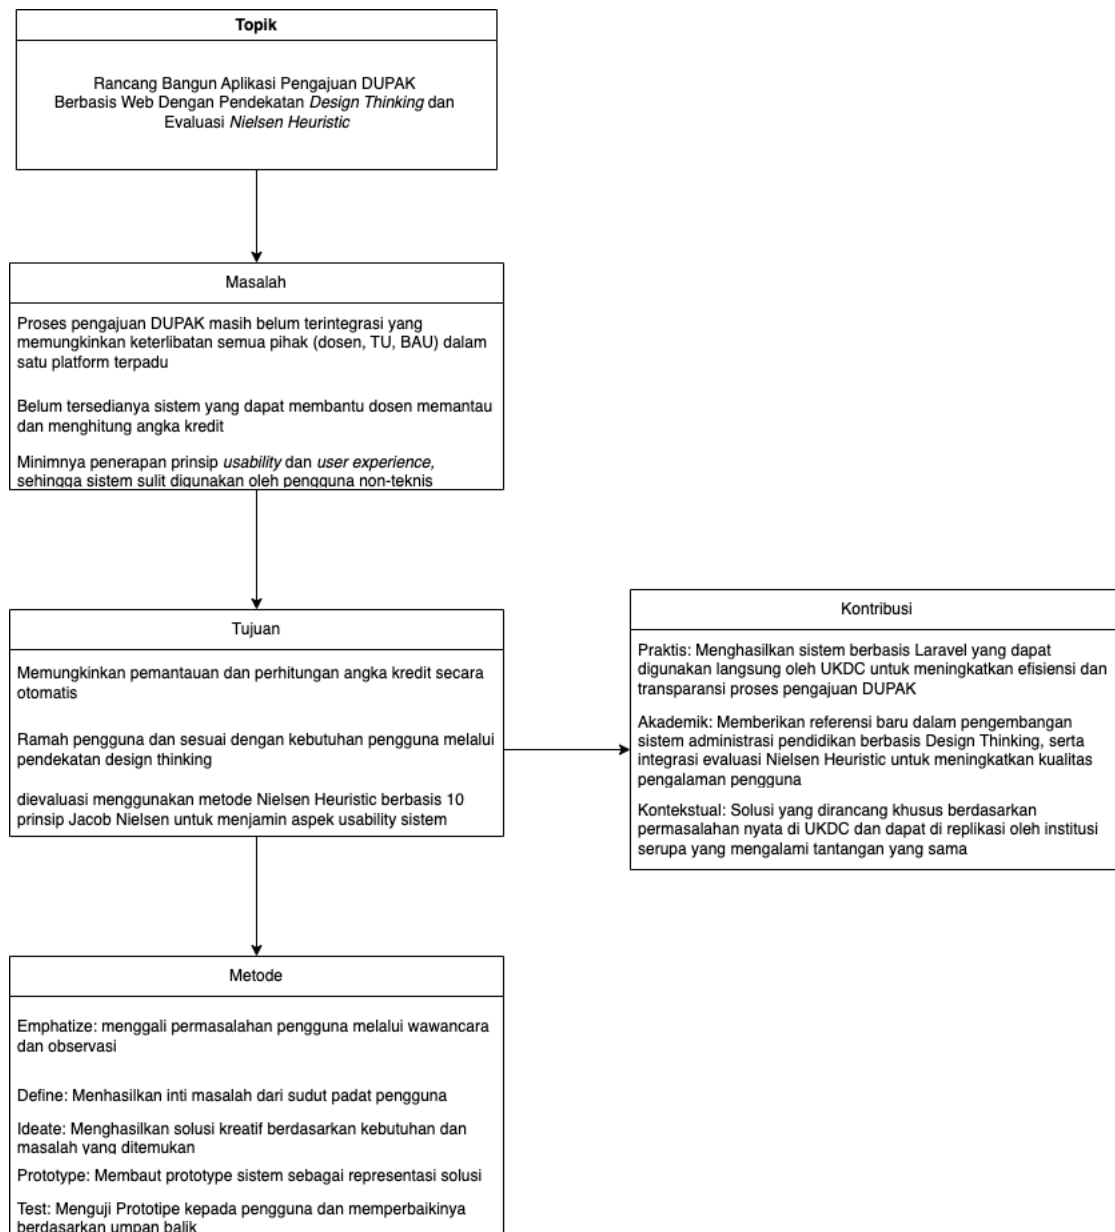 Topik
Rancang Bangun Aplikasi Pengajuan DUPAK
Berbasis Web Dengan Pendekatan Design Thinking dan
Evaluasi Nielsen Heuristic
Masalah
Proses pengajuan DUPAK masih belum terintegrasi yang
memungkinkan keterlibatan semua pihak (dosen, TU, BAU) dalam
satu platform terpadu
Belum tersedianya sistem yang dapat membantu dosen memantau
dan menghitung angka kredit
Minimnya penerapan prinsip usability dan user experience,
sehingga sistem sulit digunakan oleh pengguna non-teknis
Tujuan
Memungkinkan pemantauan dan perhitungan angka kredit secara
otomatis
Ramah pengguna dan sesuai dengan kebutuhan pengguna melalui
pendekatan design thinking
dievaluasi menggunakan metode Nielsen Heuristic berbasis 10
prinsip Jacob Nielsen untuk menjamin aspek usability sistem
Kontribusi
Praktis: Menghasilkan sistem berbasis Laravel yang dapat
digunakan langsung oleh UKDC untuk meningkatkan efisiensi dan
transparansi proses pengajuan DUPAK
Akademik: Memberikan referensi baru dalam pengembangan
sistem administrasi pendidikan berbasis Design Thinking, serta
integrasi evaluasi Nielsen Heuristic untuk meningkatkan kualitas
pengalaman pengguna
Kontekstual: Solusi yang dirancang khusus berdasarkan
permasalahan nyata di UKDC dan dapat di replikasi oleh institusi
serupa yang mengalami tantangan yang sama
Metode
Emphatize: menggali permasalahan pengguna melalui wawancara
dan observasi
Define: Menhasilkan inti masalah dari sudut padat pengguna
Ideate: Menghasilkan solusi kreatif berdasarkan kebutuhan dan
masalah yang ditemukan
Prototype: Membaut prototype sistem sebagai representasi solusi
Test: Menguji Prototipe kepada pengguna dan memperbaikinya
berdasarkan umpan balik